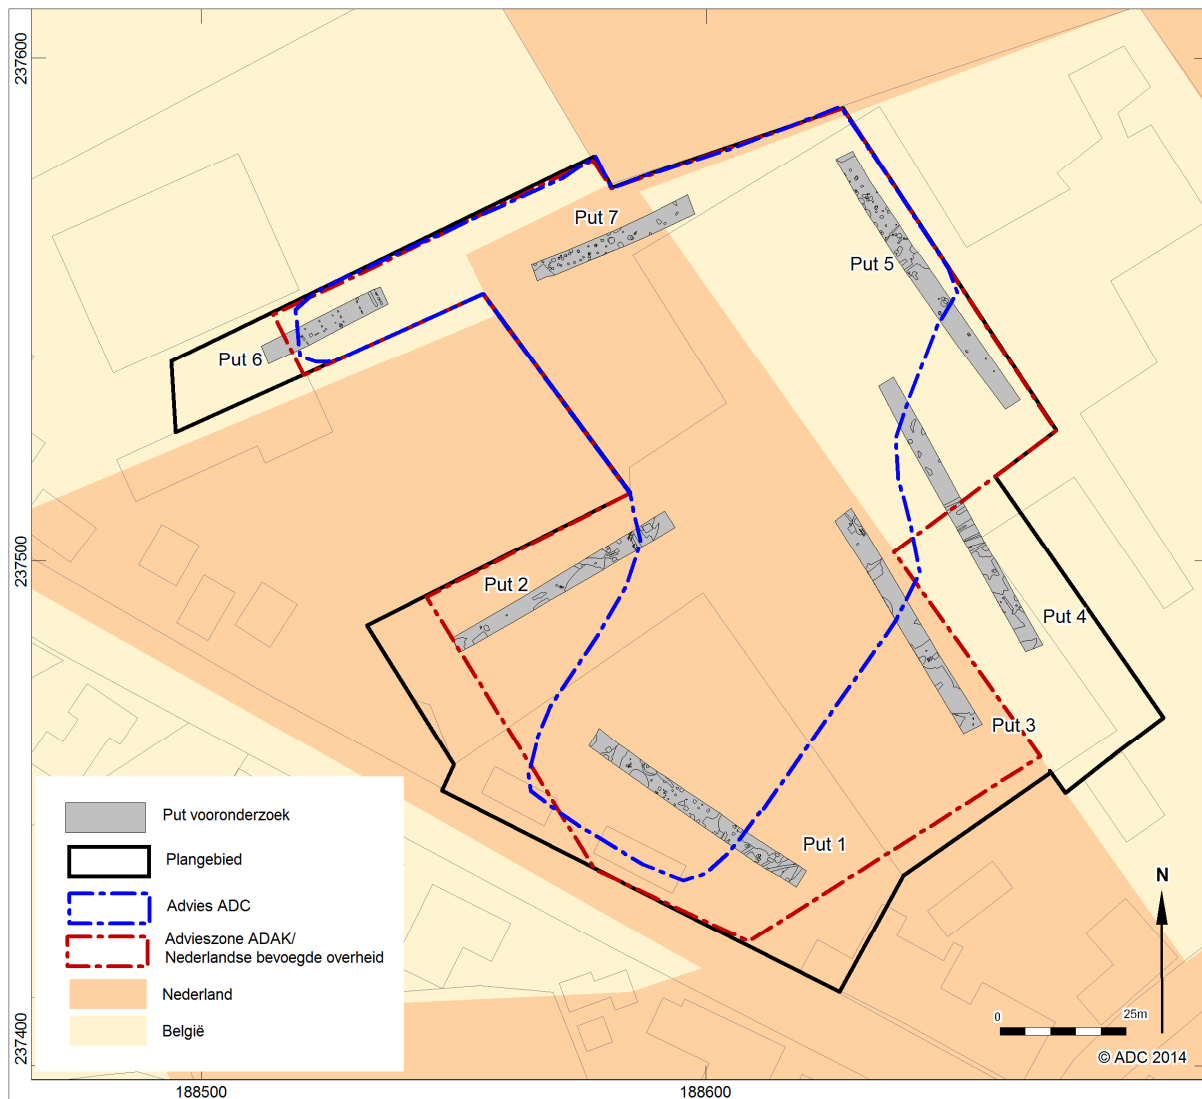 237600
237500
237400
188500
188600
Put 7
Put 5
Put 6
Put 2
Put 4
Put 3
Put 1
Put vooronderzoek
Plangebied
Advies ADC
Advieszone ADAK/
Nederlandse bevoegde overheid
Nederland
België
N
0 25m
© ADC 2014